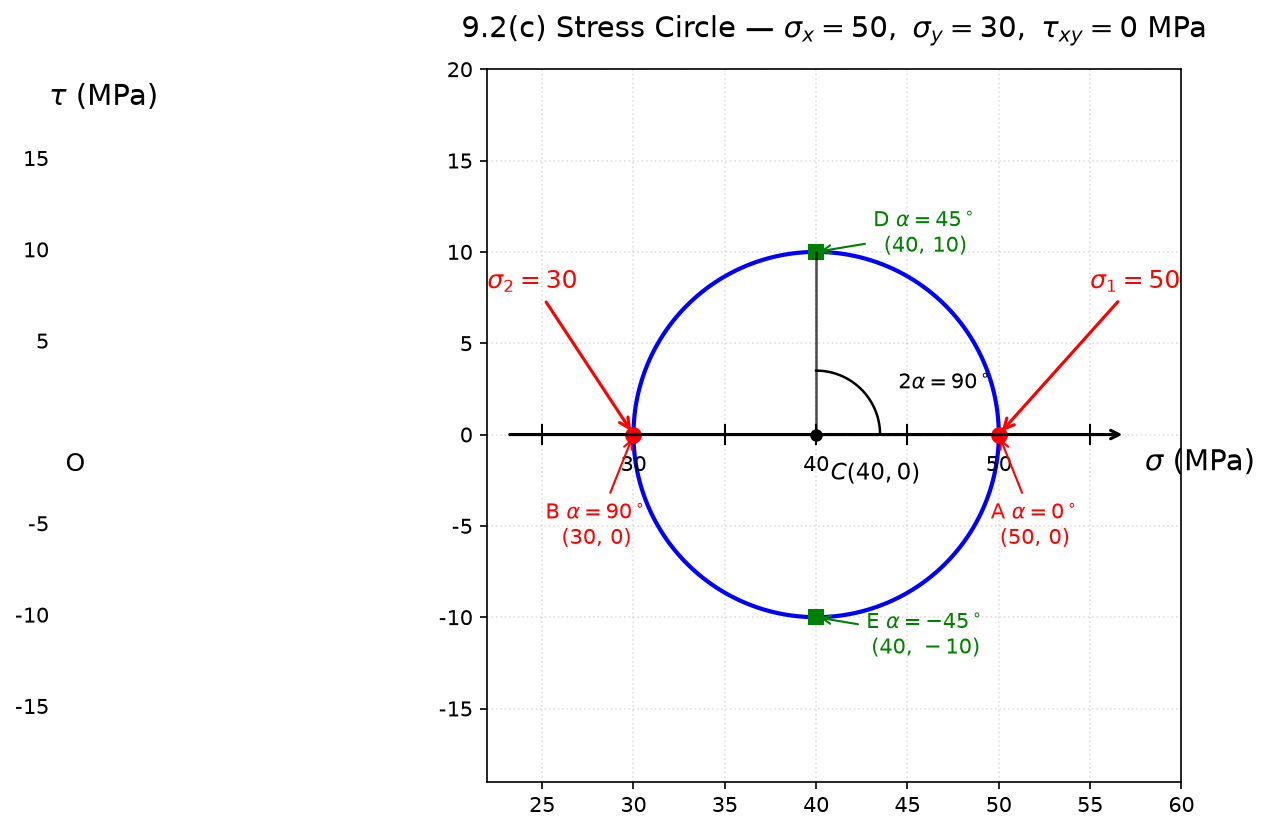 9.2(c) Stress Circle — σₓ = 50, σᵧ = 30, τₓᵧ = 0 MPa
τ (MPa)
20
15
15
D α = 45°
(40, 10)
10
10
σ₂ = 30
σ₁ = 50
5
5
2α = 90°
0
O
30
40
C(40, 0)
50
σ (MPa)
B α = 90°
(30, 0)
A α = 0°
(50, 0)
-5
-5
-10
-10
E α = −45°
(40, −10)
-15
-15
25
30
35
40
45
50
55
60